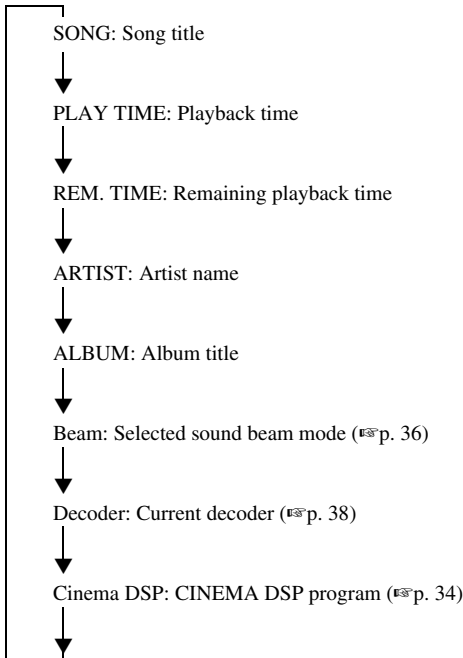 SONG: Song title
PLAY TIME: Playback time
REM. TIME: Remaining playback time
ARTIST: Artist name
ALBUM: Album title
Beam: Selected sound beam mode (☞p. 36)
Decoder: Current decoder (☞p. 38)
Cinema DSP: CINEMA DSP program (☞p. 34)